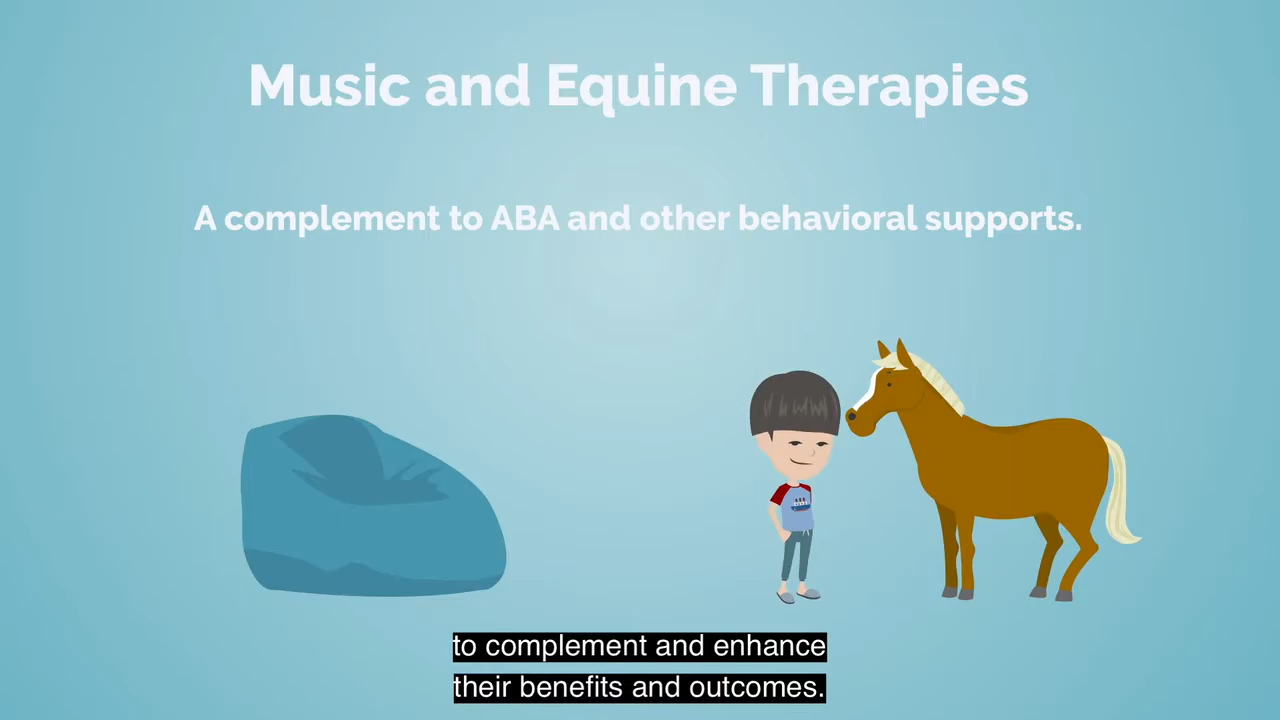 Music and Equine Therapies
A complement to ABA and other behavioral supports.
to complement and enhance
their benefits and outcomes.